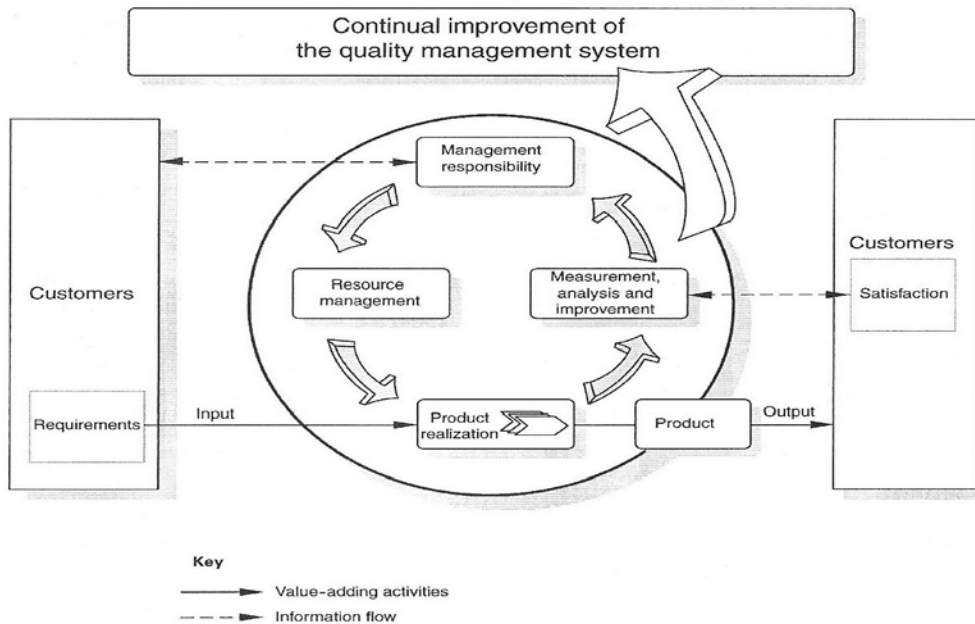 Continual improvement of
the quality management system
Management
responsibility
Customers
Resource
management
Measurement,
analysis and
improvement
Customers
Satisfaction
Requirements
Input
Product
realization
Product
Output
Key
Value-adding activities
Information flow